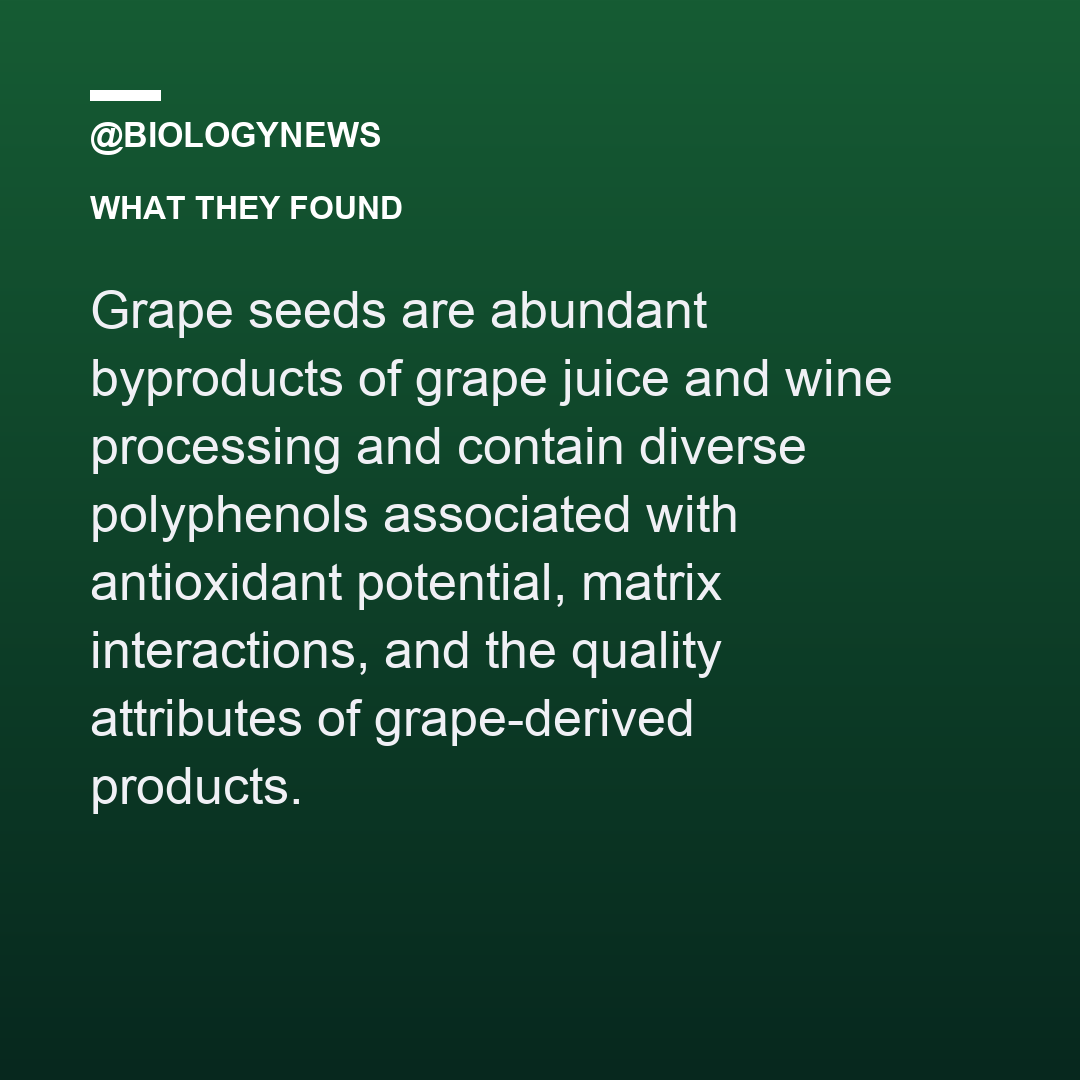 @BIOLOGYNEWS
WHAT THEY FOUND
Grape seeds are abundant
byproducts of grape juice and wine
processing and contain diverse
polyphenols associated with
antioxidant potential, matrix
interactions, and the quality
attributes of grape-derived
products.